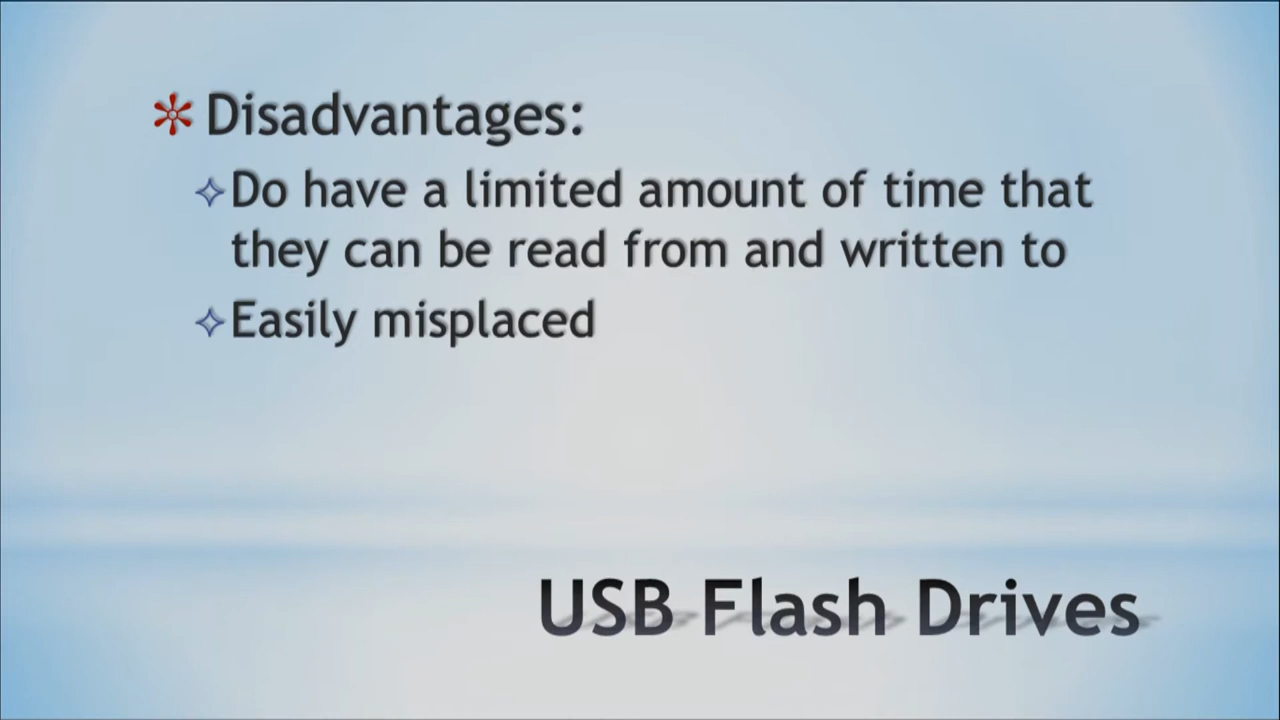 Disadvantages:
Do have a limited amount of time that
they can be read from and written to
Easily misplaced
USB Flash Drives